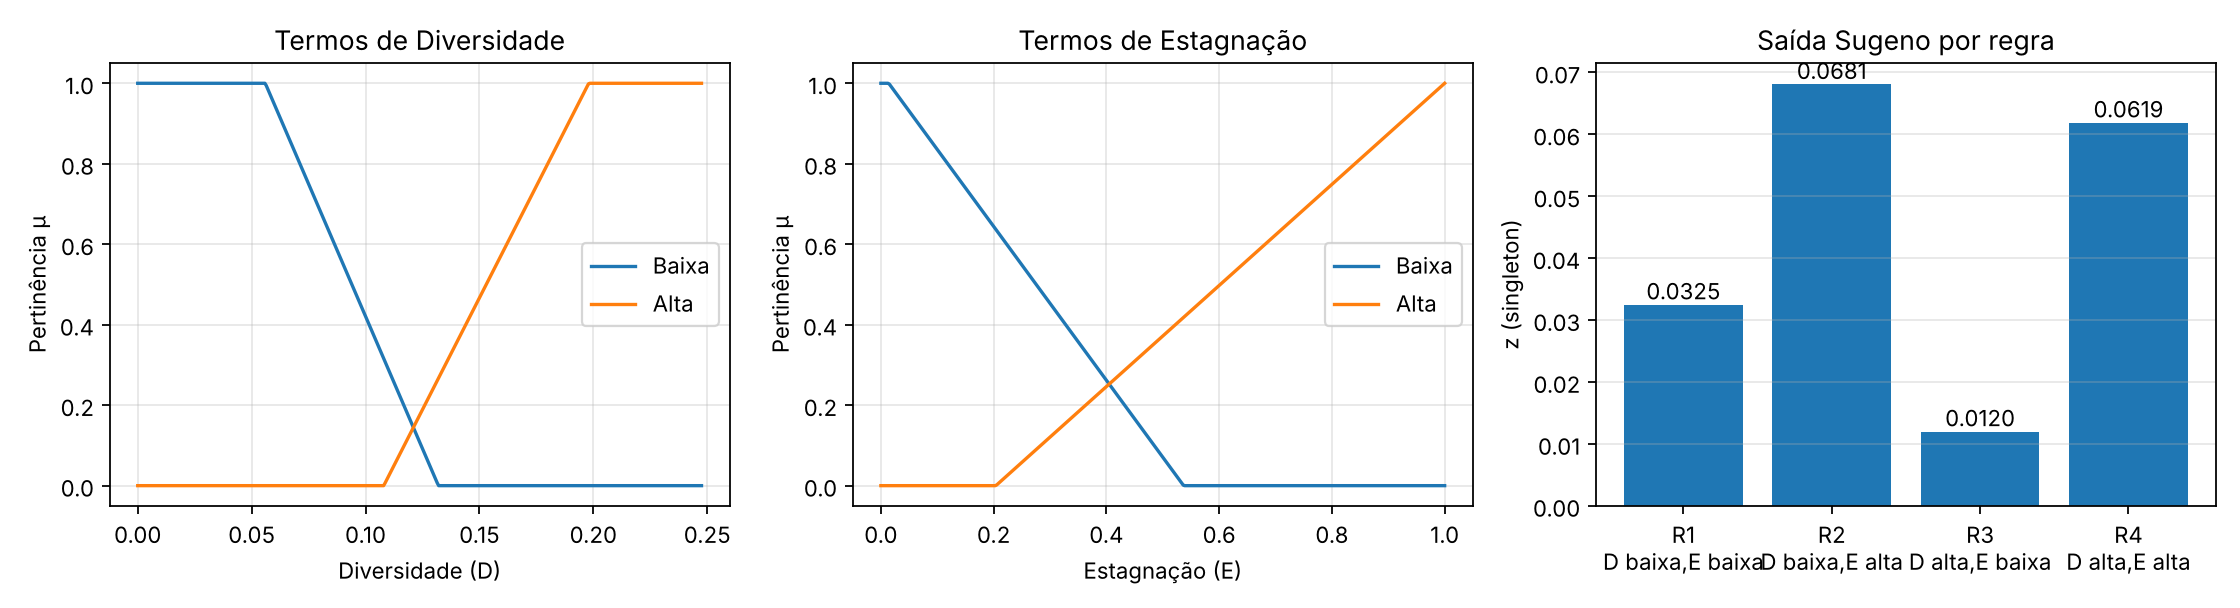 Termos de Diversidade
1.0
0.8
0.6
0.4
0.2
0.0
Pertinência μ
Baixa
Alta
0.00 0.05 0.10 0.15 0.20 0.25
Diversidade (D)
Termos de Estagnação
1.0
0.8
0.6
0.4
0.2
0.0
Pertinência μ
Baixa
Alta
0.0 0.2 0.4 0.6 0.8 1.0
Estagnação (E)
Saída Sugeno por regra
0.07
0.06
0.05
0.04
0.03
0.02
0.01
0.00
z (singleton)
0.0325
0.0681
0.0120
0.0619
R1 R2 R3 R4
D baixa,E baixa D baixa,E alta D alta,E baixa D alta,E alta